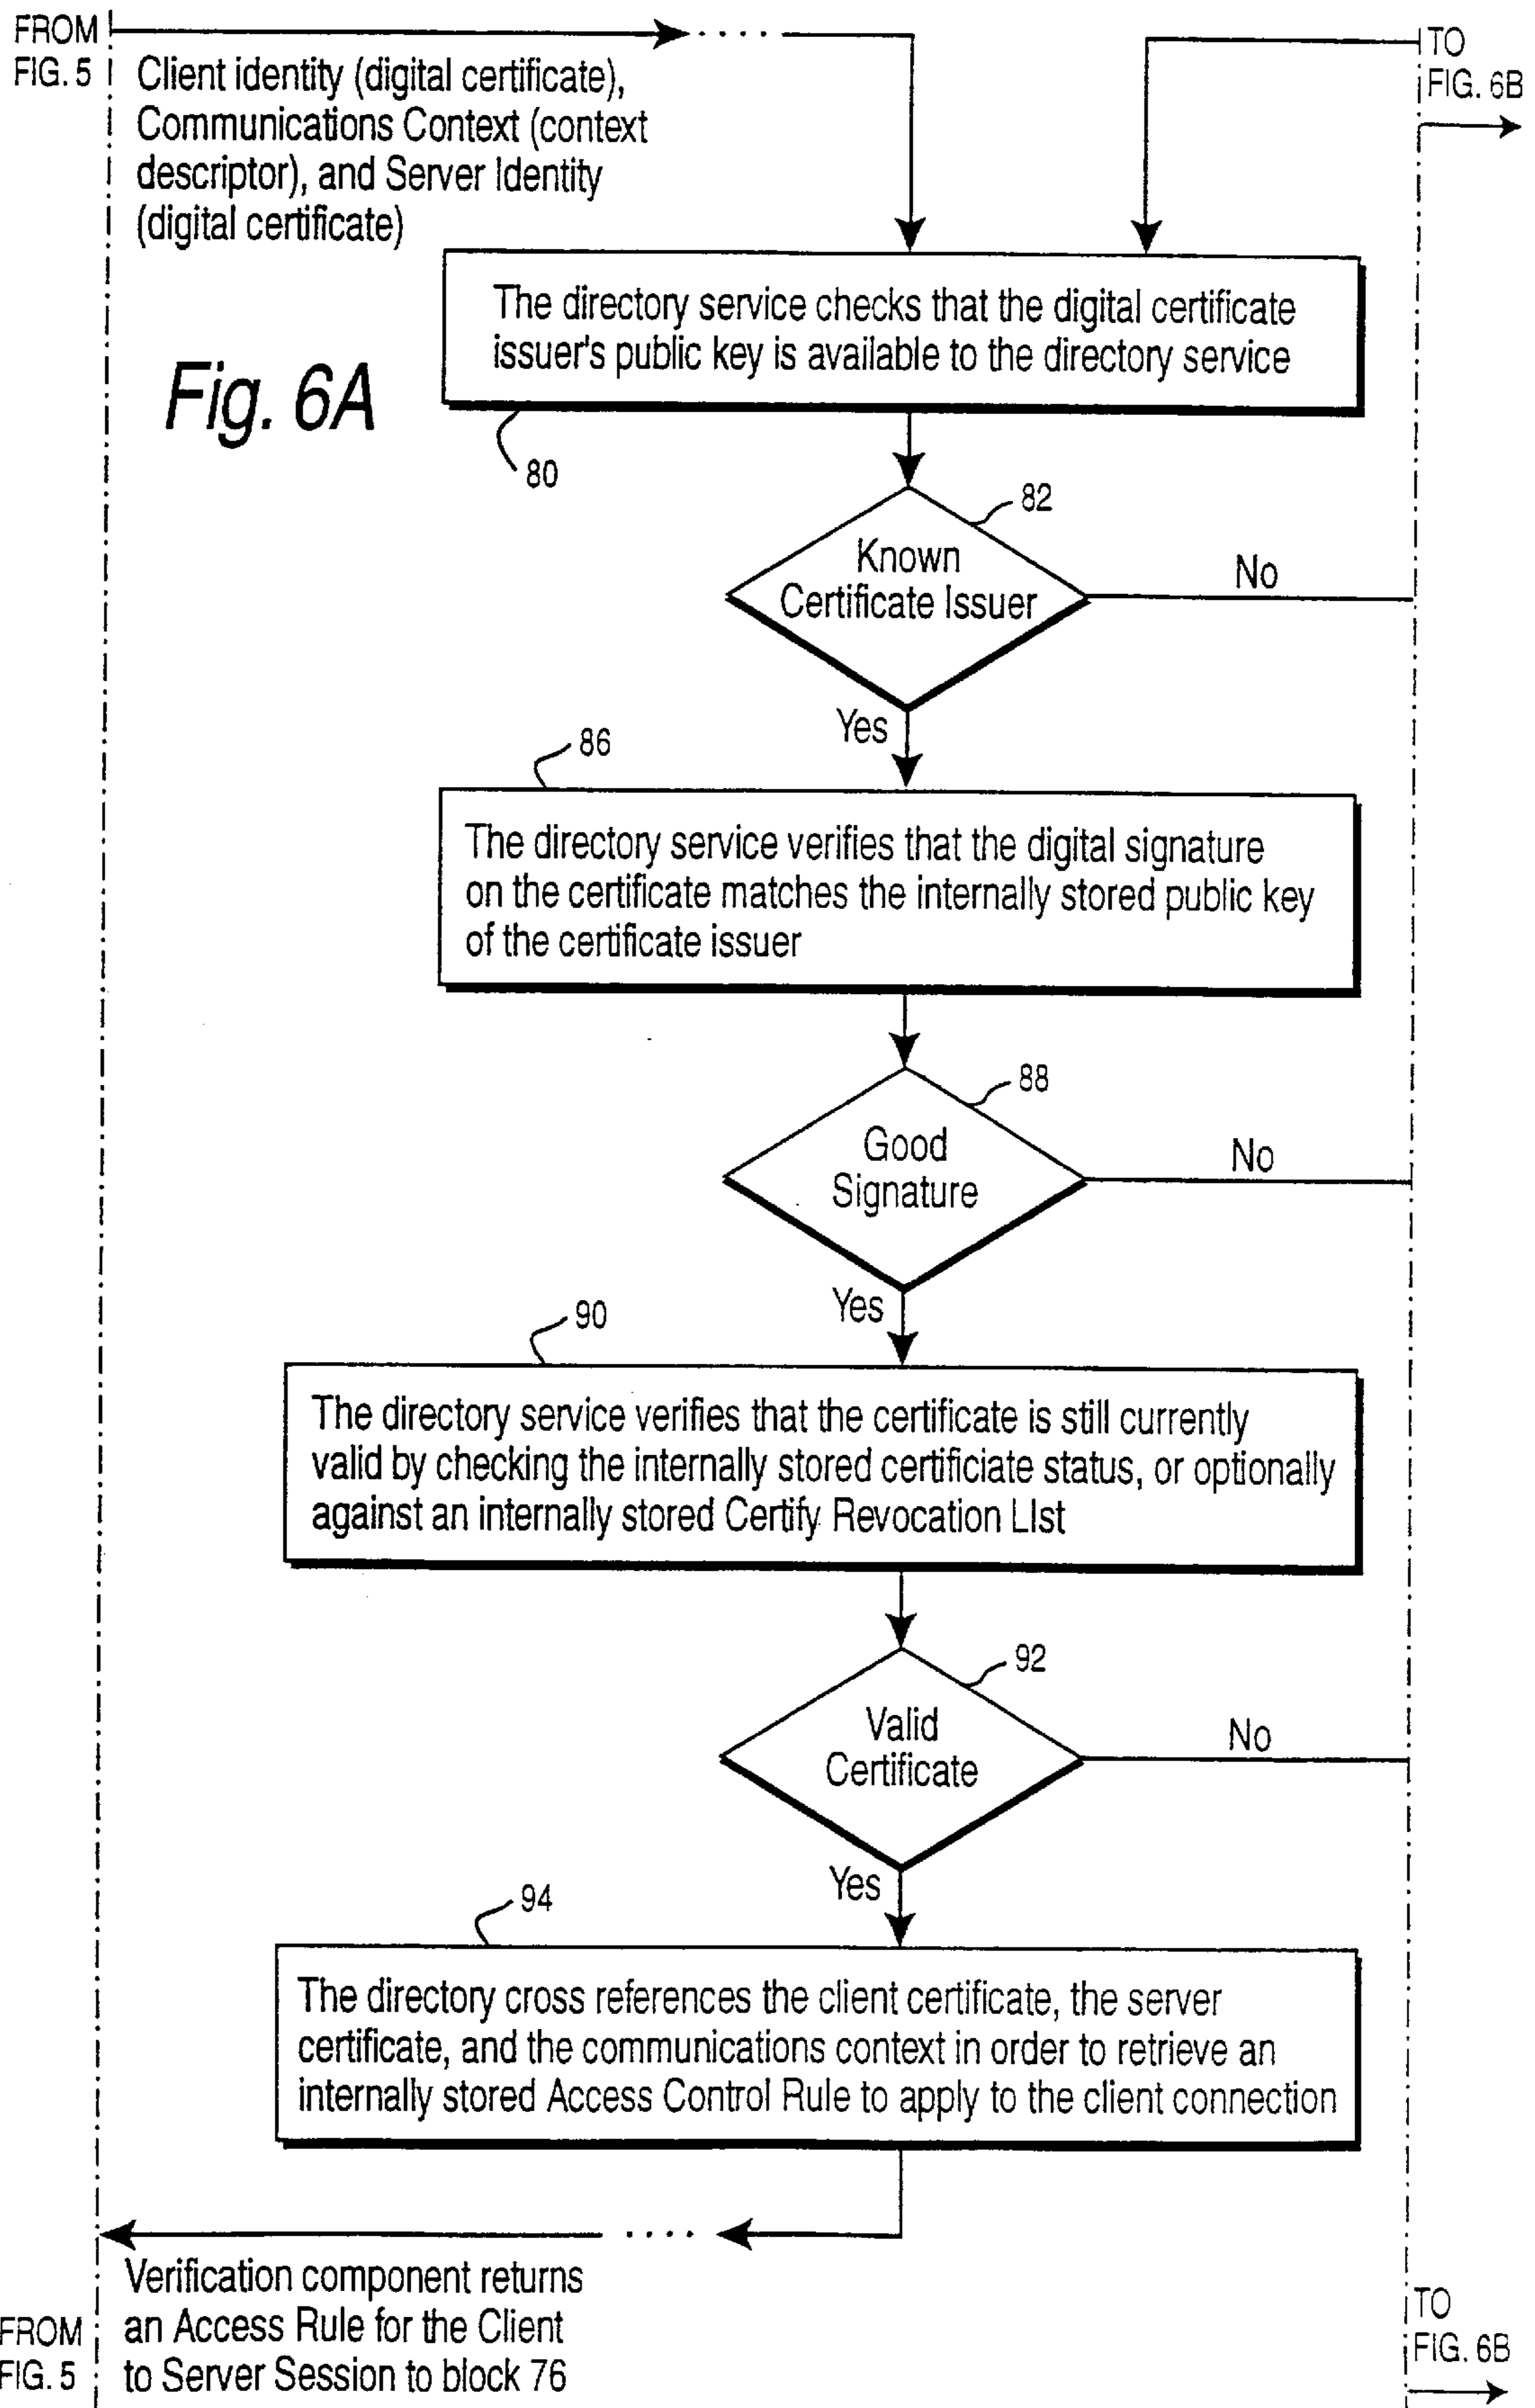 FROM
FIG. 5
Client identity (digital certificate),
Communications Context (context
descriptor), and Server Identity
(digital certificate)
TO
FIG. 6B
The directory service checks that the digital certificate
issuer's public key is available to the directory service
Fig. 6A
80
82
Known
Certificate Issuer
No
Yes
86
The directory service verifies that the digital signature
on the certificate matches the internally stored public key
of the certificate issuer
88
Good
Signature
No
Yes
90
The directory service verifies that the certificate is still currently
valid by checking the internally stored certificiate status, or optionally
against an internally stored Certify Revocation LIst
92
Valid
Certificate
No
Yes
94
The directory cross references the client certificate, the server
certificate, and the communications context in order to retrieve an
internally stored Access Control Rule to apply to the client connection
Verification component returns
an Access Rule for the Client
to Server Session to block 76
FROM
FIG. 5
TO
FIG. 6B